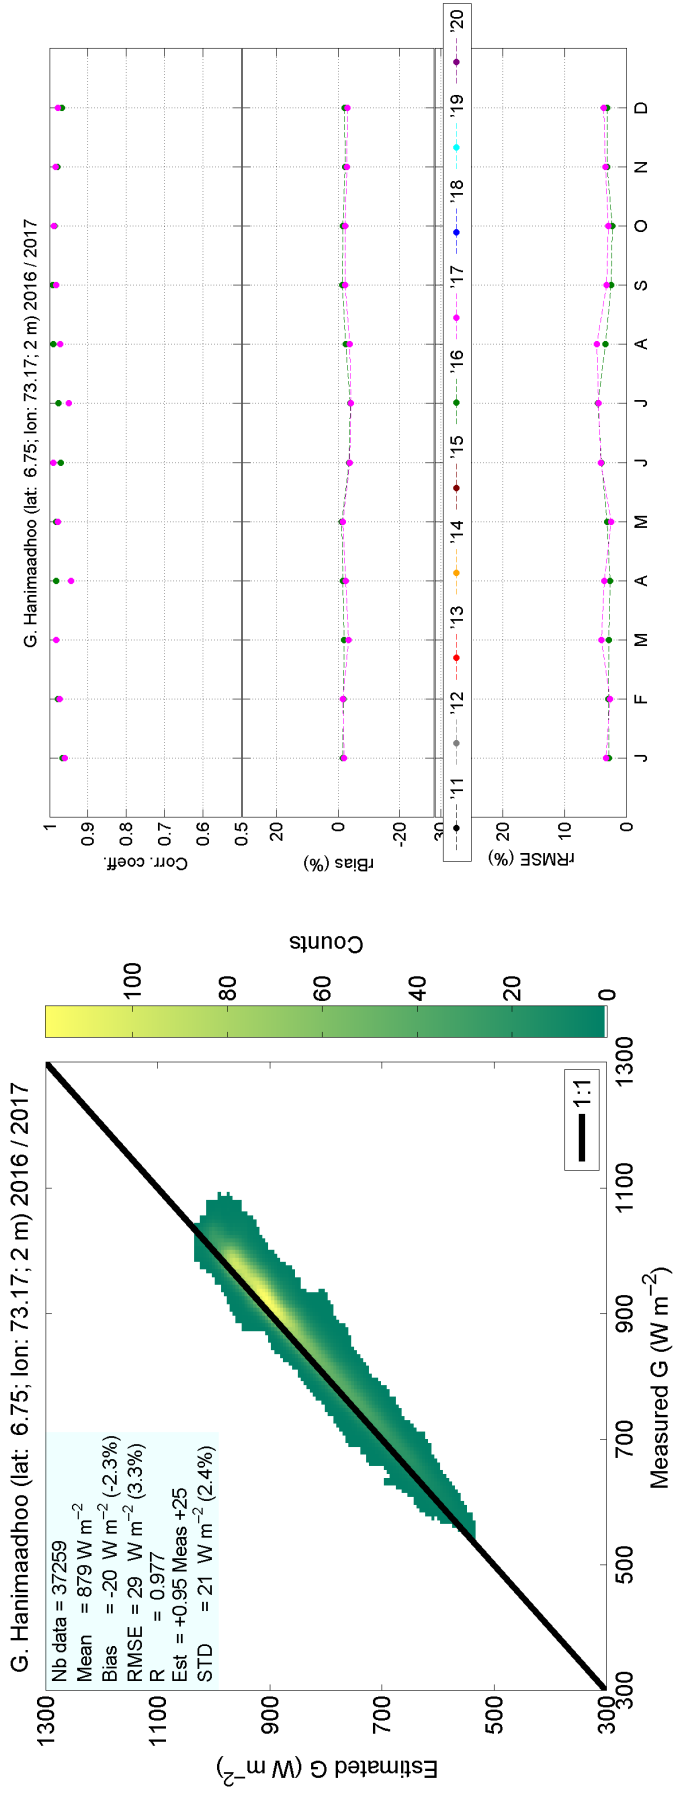 G. Hanimaadhoo (lat: 6.75; lon: 73.17; 2 m) 2016 / 2017
Nb data = 37259
Mean = 879 W m−2
Bias = -20 W m−2 (-2.3%)
RMSE = 29 W m−2 (3.3%)
R = 0.977
Est = +0.95 Meas +25
STD = 21 W m−2 (2.4%)
1300
1100
900
700
500
300
Estimated G (W m−2)
300
500
700
900
1100
1300
Measured G (W m−2)
1:1
0
20
40
60
80
100
Counts
G. Hanimaadhoo (lat: 6.75; lon: 73.17; 2 m) 2016 / 2017
1
0.9
0.8
0.7
0.6
0.5
Corr. coeff.
20
0
-20
rBias (%)
'11 '12 '13 '14 '15 '16 '17 '18 '19 '20
30
20
10
0
rRMSE (%)
J F M A M J J A S O N D